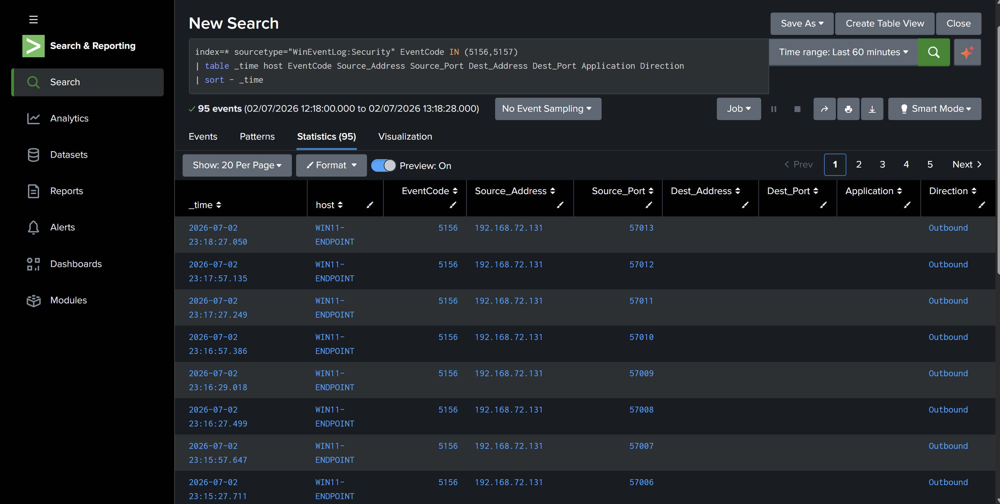 New Search
Save As
Create Table View
Close
Search & Reporting
index=* sourcetype="WinEventLog:Security" EventCode IN (5156,5157)
| table _time host EventCode Source_Address Source_Port Dest_Address Dest_Port Application Direction
| sort - _time
Time range: Last 60 minutes
Search
Analytics
Datasets
Reports
Alerts
Dashboards
Modules
95 events (02/07/2026 12:18:00.000 to 02/07/2026 13:18:28.000)
No Event Sampling
Job
Smart Mode
Events
Patterns
Statistics (95)
Visualization
Show: 20 Per Page
Format
Preview: On
< Prev 1 2 3 4 5 Next >
_time host EventCode Source_Address Source_Port Dest_Address Dest_Port Application Direction
2026-07-02 WIN11- 5156 192.168.72.131 57013 Outbound
23:18:27.050 ENDPOINT
2026-07-02 WIN11- 5156 192.168.72.131 57012 Outbound
23:17:57.135 ENDPOINT
2026-07-02 WIN11- 5156 192.168.72.131 57011 Outbound
23:17:27.249 ENDPOINT
2026-07-02 WIN11- 5156 192.168.72.131 57010 Outbound
23:16:57.386 ENDPOINT
2026-07-02 WIN11- 5156 192.168.72.131 57009 Outbound
23:16:29.018 ENDPOINT
2026-07-02 WIN11- 5156 192.168.72.131 57008 Outbound
23:16:27.499 ENDPOINT
2026-07-02 WIN11- 5156 192.168.72.131 57007 Outbound
23:15:57.647 ENDPOINT
2026-07-02 WIN11- 5156 192.168.72.131 57006 Outbound
23:15:27.711 ENDPOINT